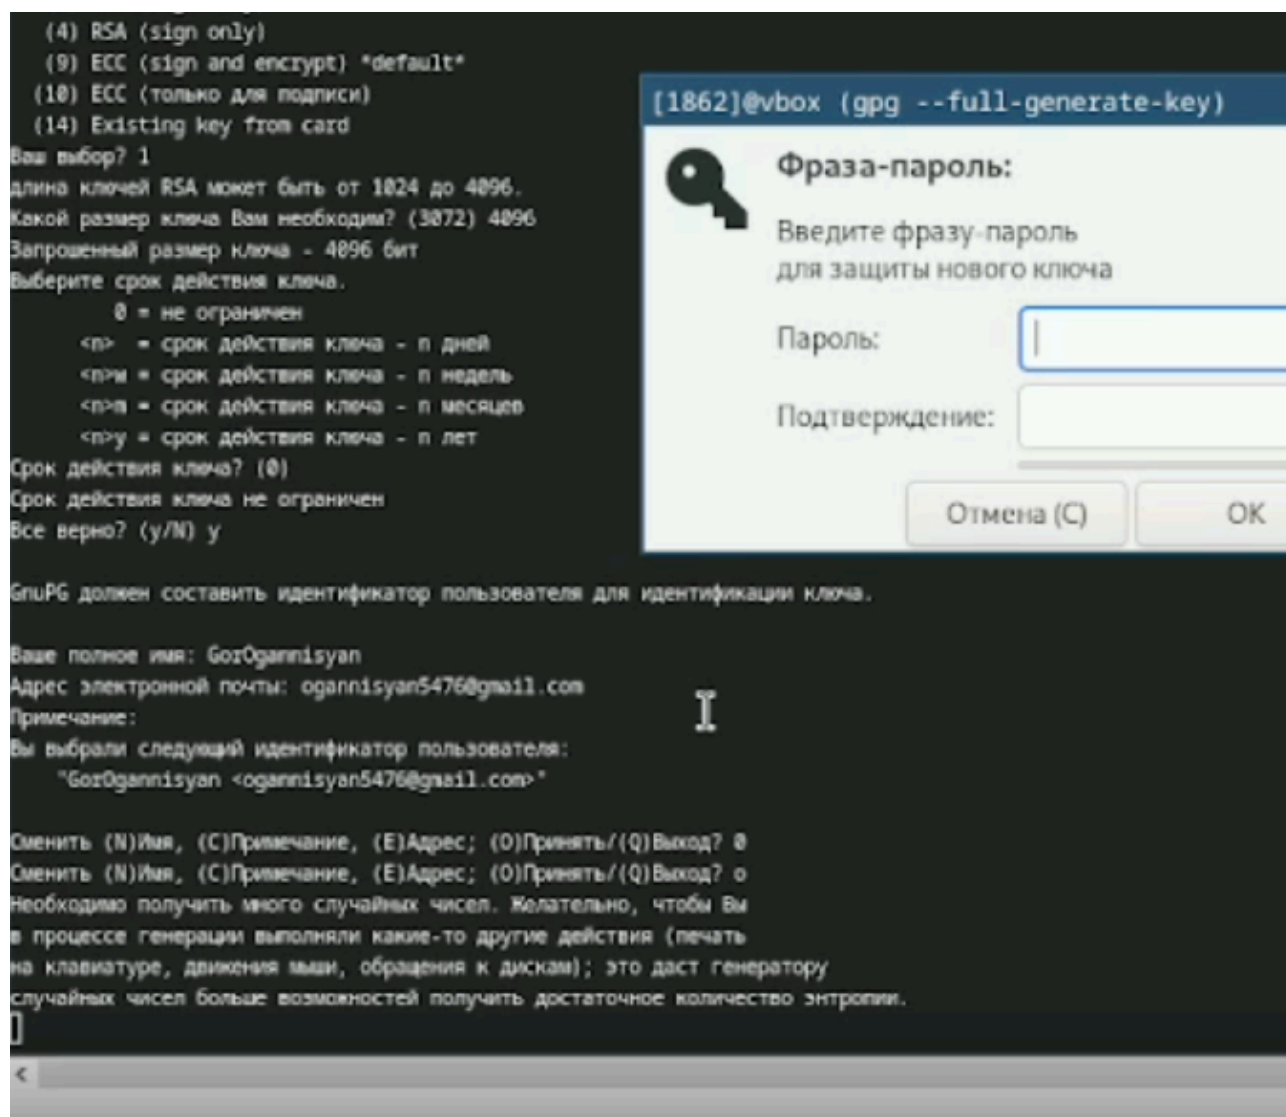 (4) RSA (sign only)
(9) ECC (sign and encrypt) *default*
(10) ECC (только для подписи)
(14) Existing key from card
Ваш выбор? 1
длина ключей RSA может быть от 1024 до 4096.
Какой размер ключа Вам необходим? (3072) 4096
Запрошенный размер ключа - 4096 бит
Выберите срок действия ключа.
0 = не ограничен
<n> = срок действия ключа - n дней
<n>w = срок действия ключа - n недель
<n>m = срок действия ключа - n месяцев
<n>y = срок действия ключа - n лет
Срок действия ключа? (0)
Срок действия ключа не ограничен
Все верно? (y/N) y
GnuPG должен составить идентификатор пользователя для идентификации ключа.
Ваше полное имя: GorOgannisyan
Адрес электронной почты: ogannisyan5476@gmail.com
Примечание:
Вы выбрали следующий идентификатор пользователя:
"GorOgannisyan <ogannisyan5476@gmail.com>"
Сменить (N)Имя, (C)Примечание, (E)Адрес; (O)Принять/(Q)Выход? 0
Сменить (N)Имя, (C)Примечание, (E)Адрес; (O)Принять/(Q)Выход? o
Необходимо получить много случайных чисел. Желательно, чтобы Вы
в процессе генерации выполняли какие-то другие действия (печать
на клавиатуре, движения мыши, обращения к дискам); это даст генератору
случайных чисел больше возможностей получить достаточное количество энтропии.
[1862]@vbox (gpg --full-generate-key)
Фраза-пароль:
Введите фразу-пароль
для защиты нового ключа
Пароль:
Подтверждение:
Отмена (C)
OK